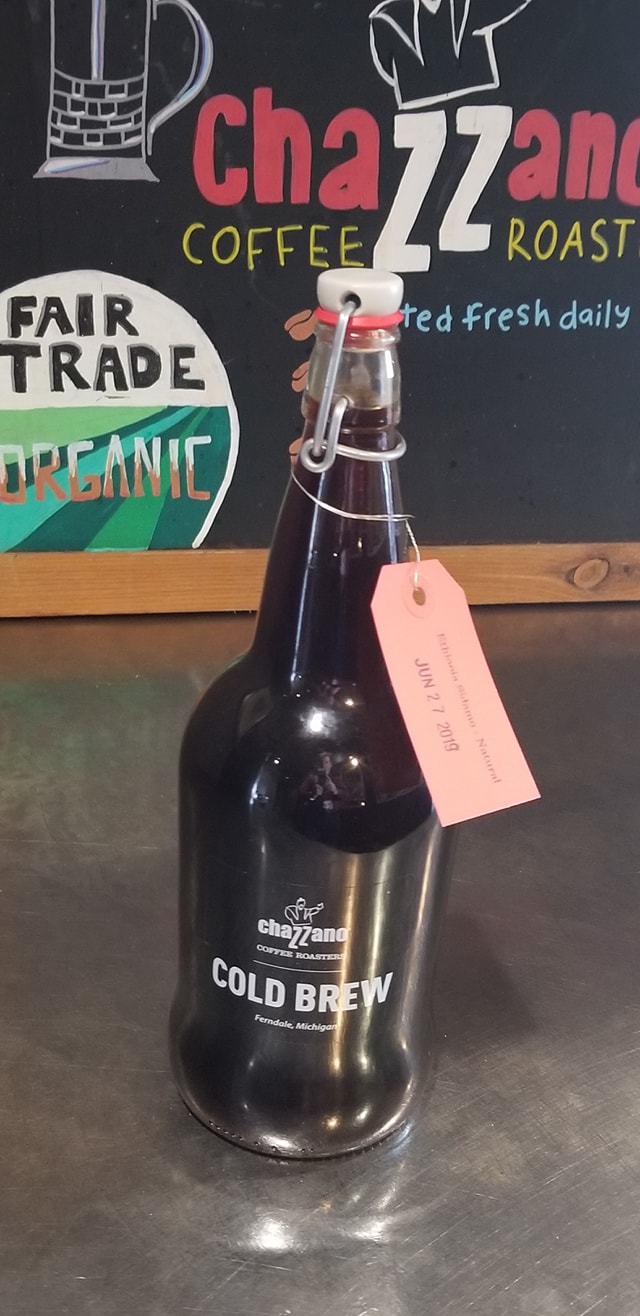 chaZZano
COFFEE ROAST
ted fresh daily
FAIR
TRADE
ORGANIC
Ethiopia Sidamo - Natural
JUN 27 2019
chaZZano
COFFEE ROASTERS
COLD BREW
Ferndale, Michigan